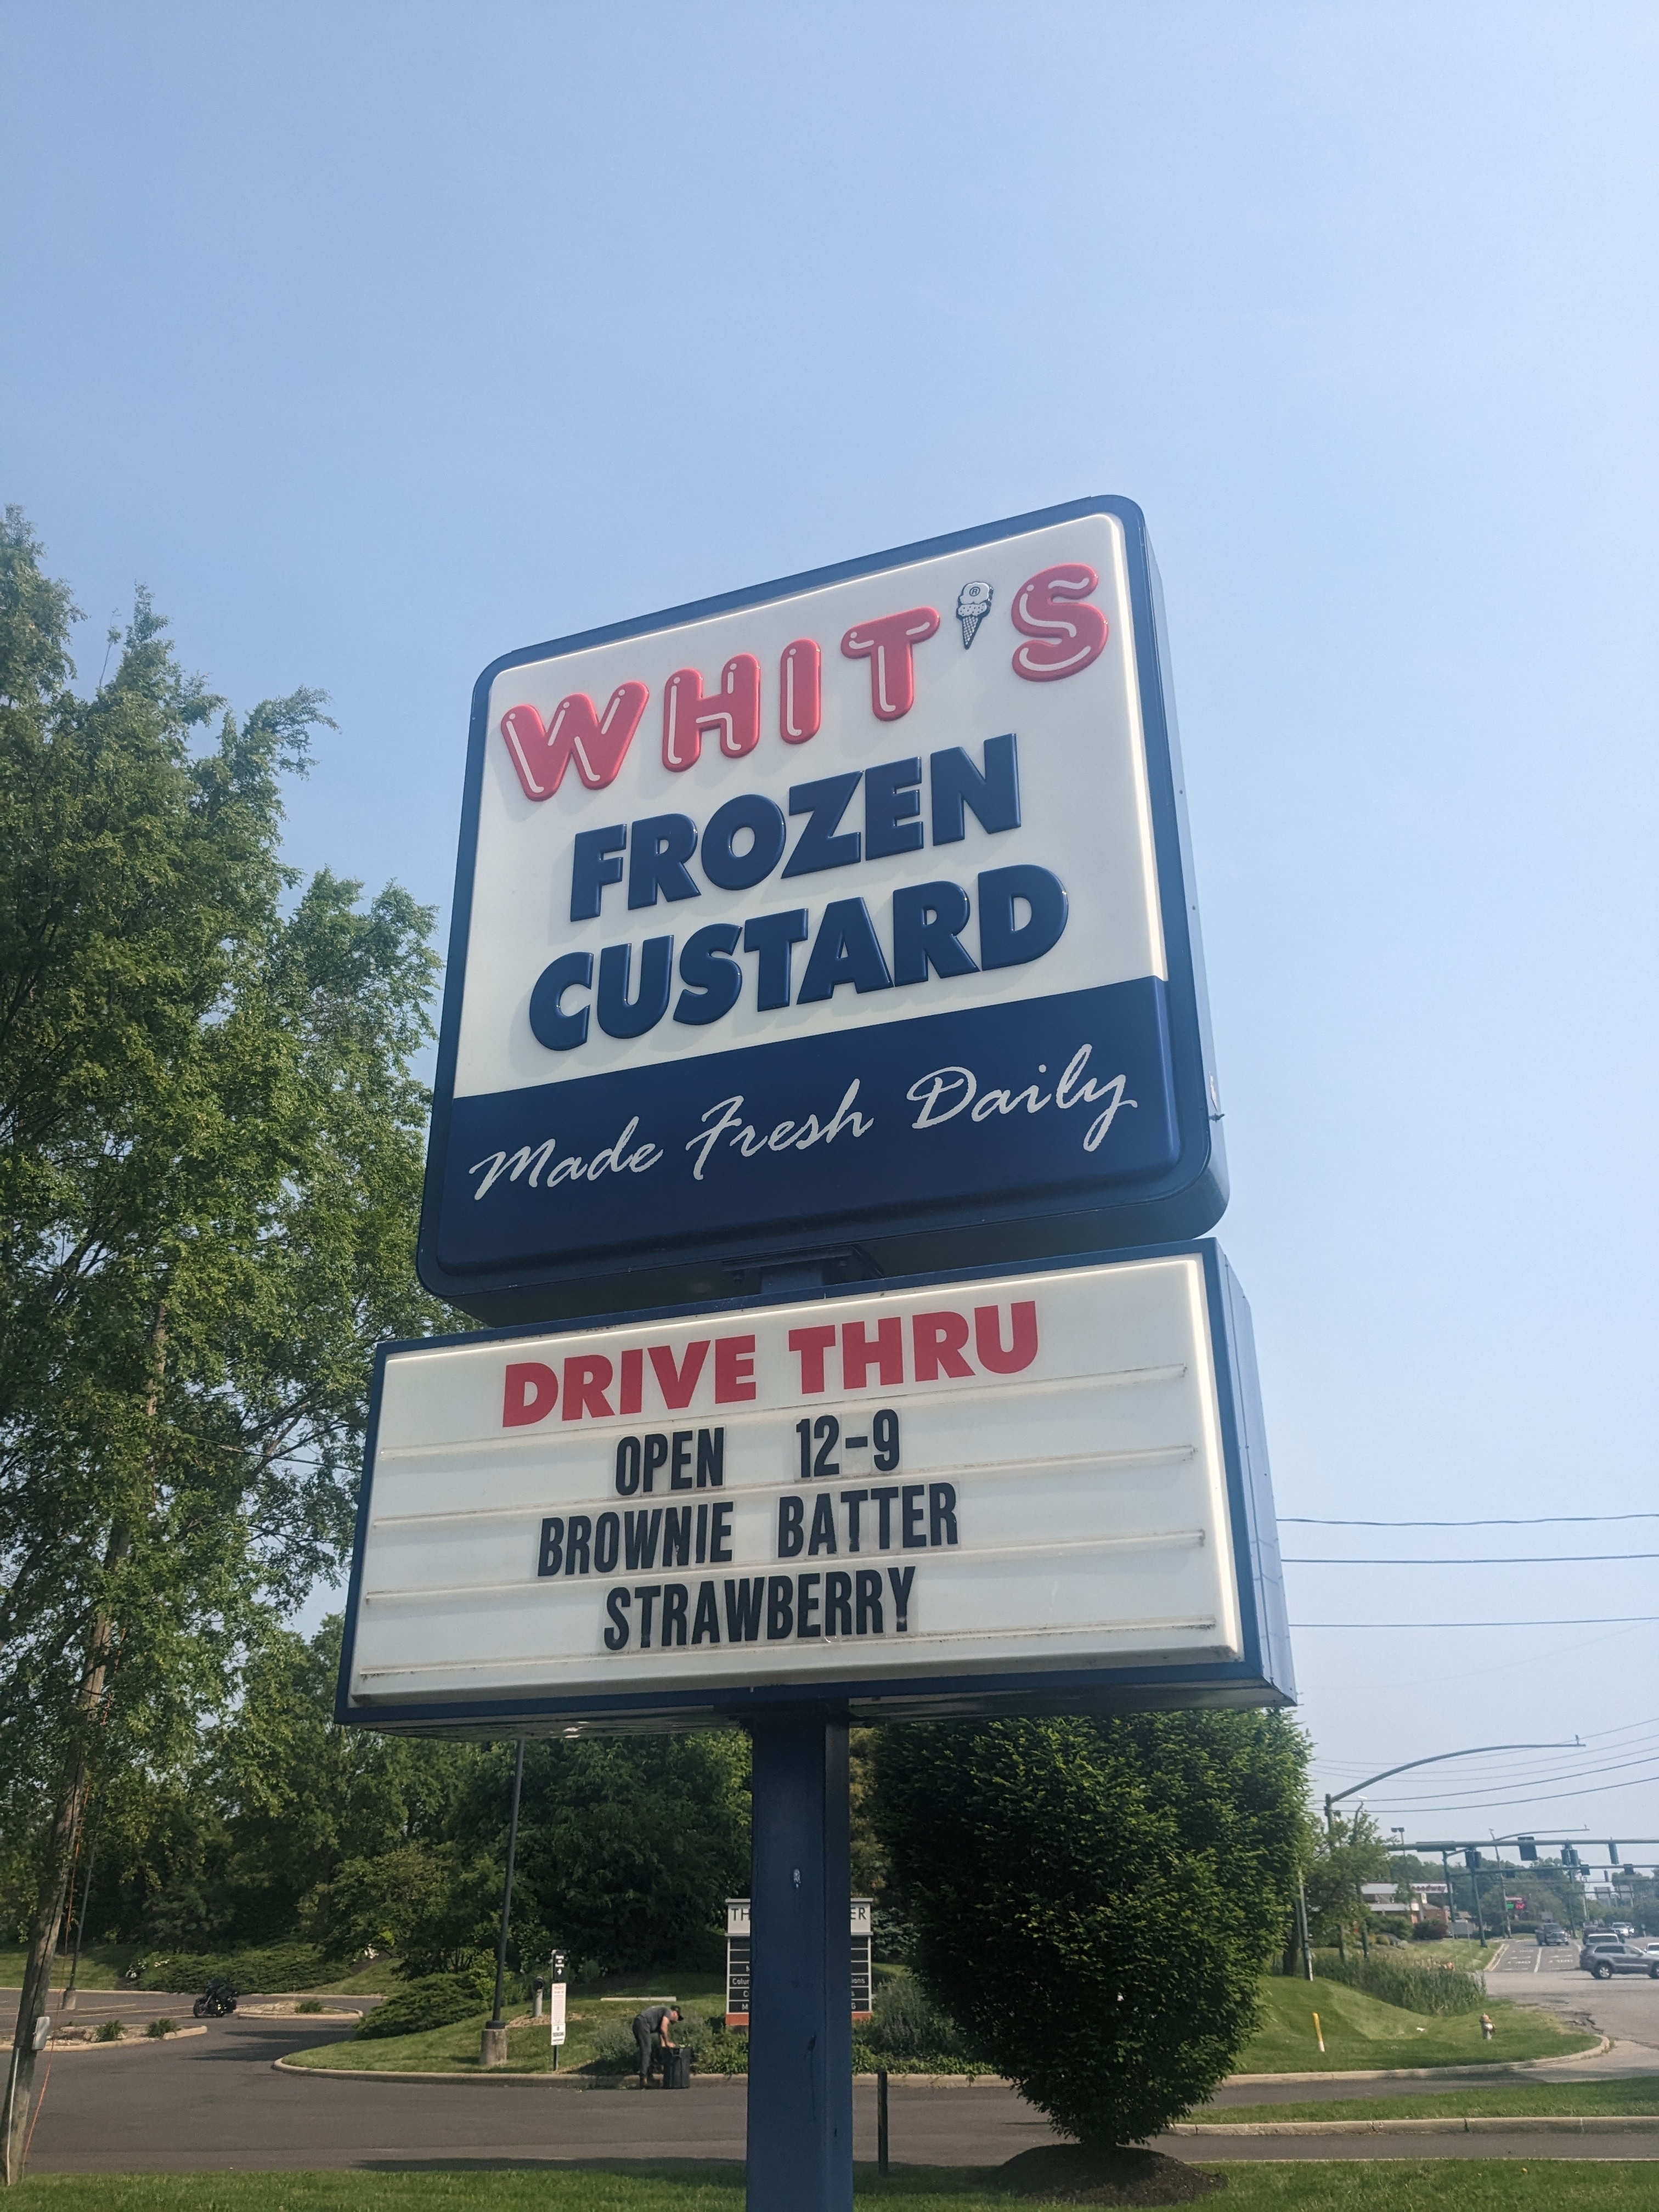 WHIT'S
FROZEN
CUSTARD
Made Fresh Daily
DRIVE THRU
OPEN 12-9
BROWNIE BATTER
STRAWBERRY